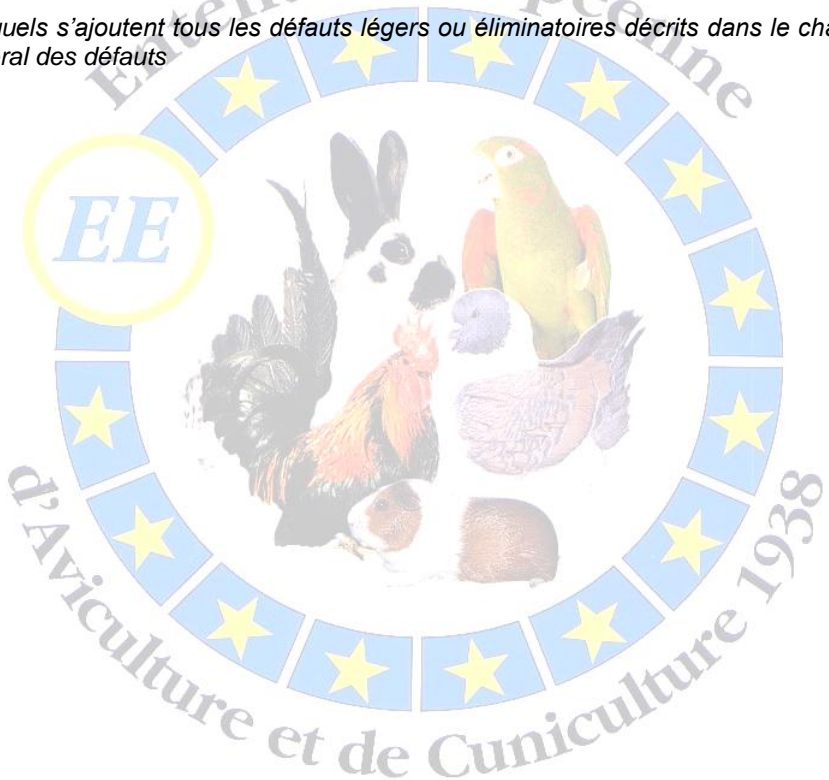 uels s’ajoutent tous les défauts légers ou éliminatoires décrits dans le cha
ral des défauts
EE
d’Aviculture et de Cuniculture 1938